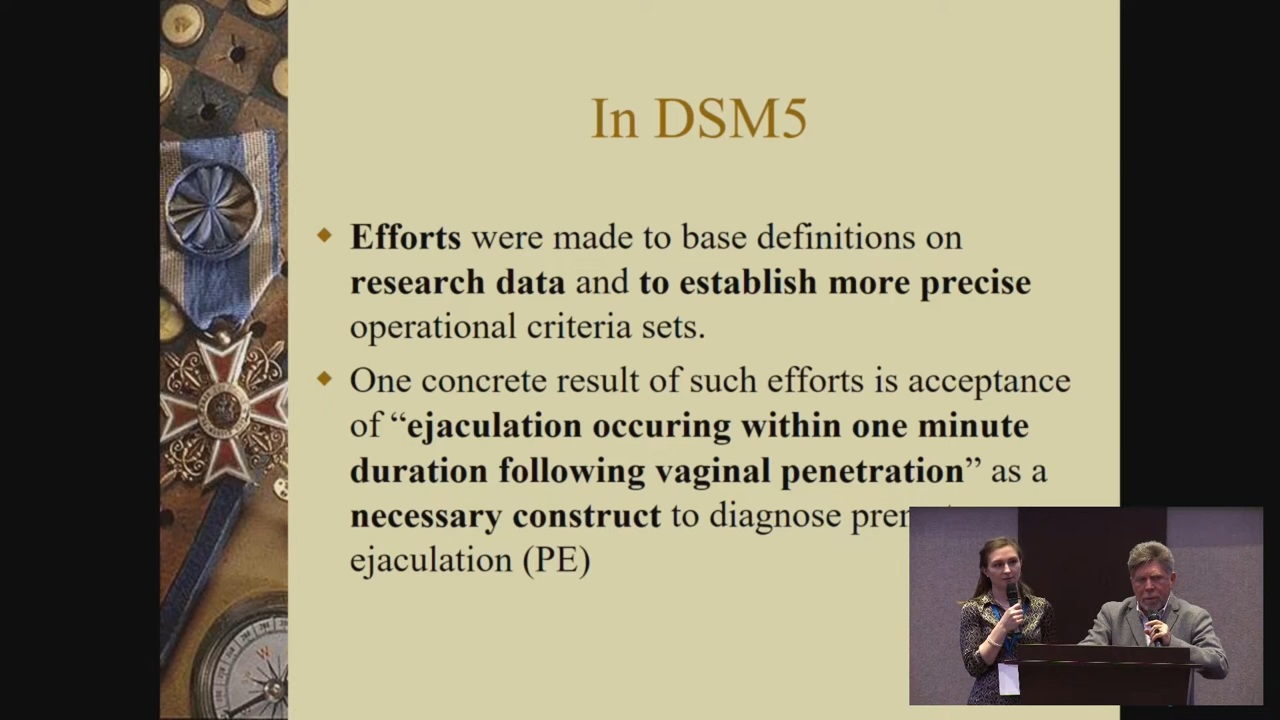 In DSM5
Efforts were made to base definitions on
research data and to establish more precise
operational criteria sets.
One concrete result of such efforts is acceptance
of “ejaculation occuring within one minute
duration following vaginal penetration” as a
necessary construct to diagnose
ejaculation (PE)